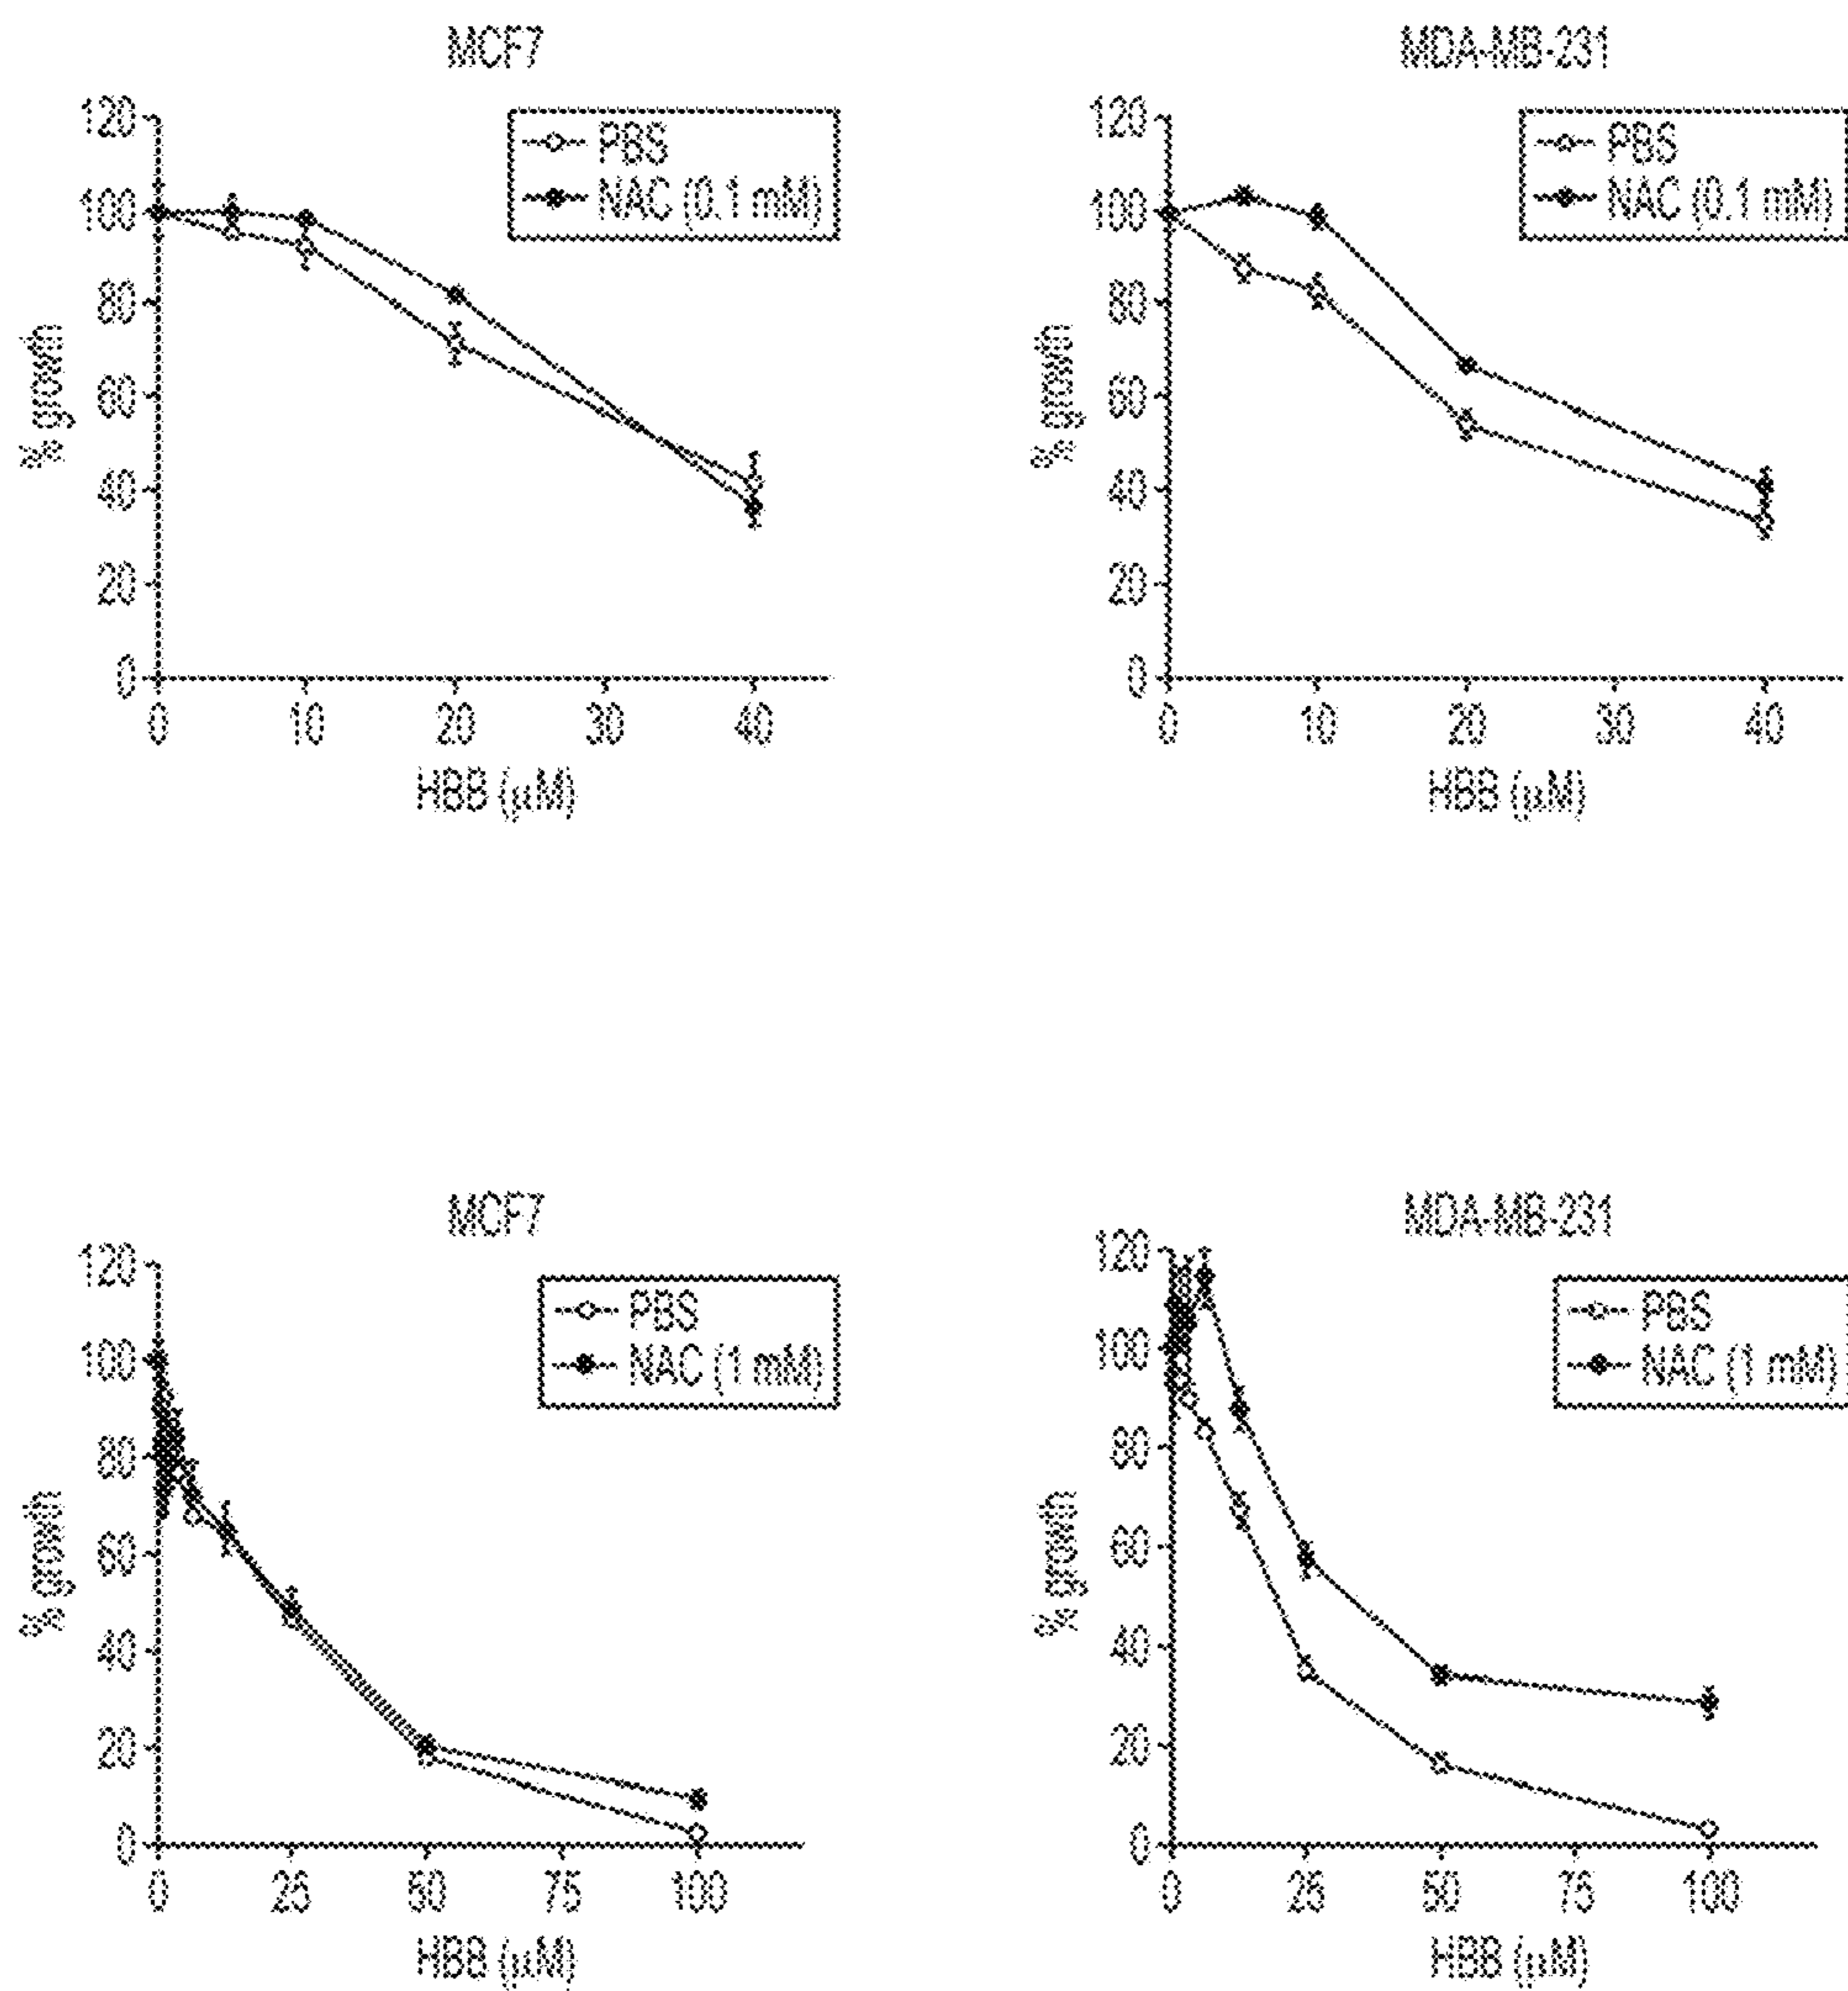 MCF7
120
100
80
60
40
20
0
% growth
PBS
NAC (0.1 mM)
0 10 20 30 40
HBB (μM)
MDA-MB-231
120
100
80
60
40
20
0
% growth
PBS
NAC (0.1 mM)
0 10 20 30 40
HBB (μM)
MCF7
120
100
80
60
40
20
0
% growth
PBS
NAC (1 mM)
0 25 50 75 100
HBB (μM)
MDA-MB-231
120
100
80
60
40
20
0
% growth
PBS
NAC (1 mM)
0 25 50 75 100
HBB (μM)